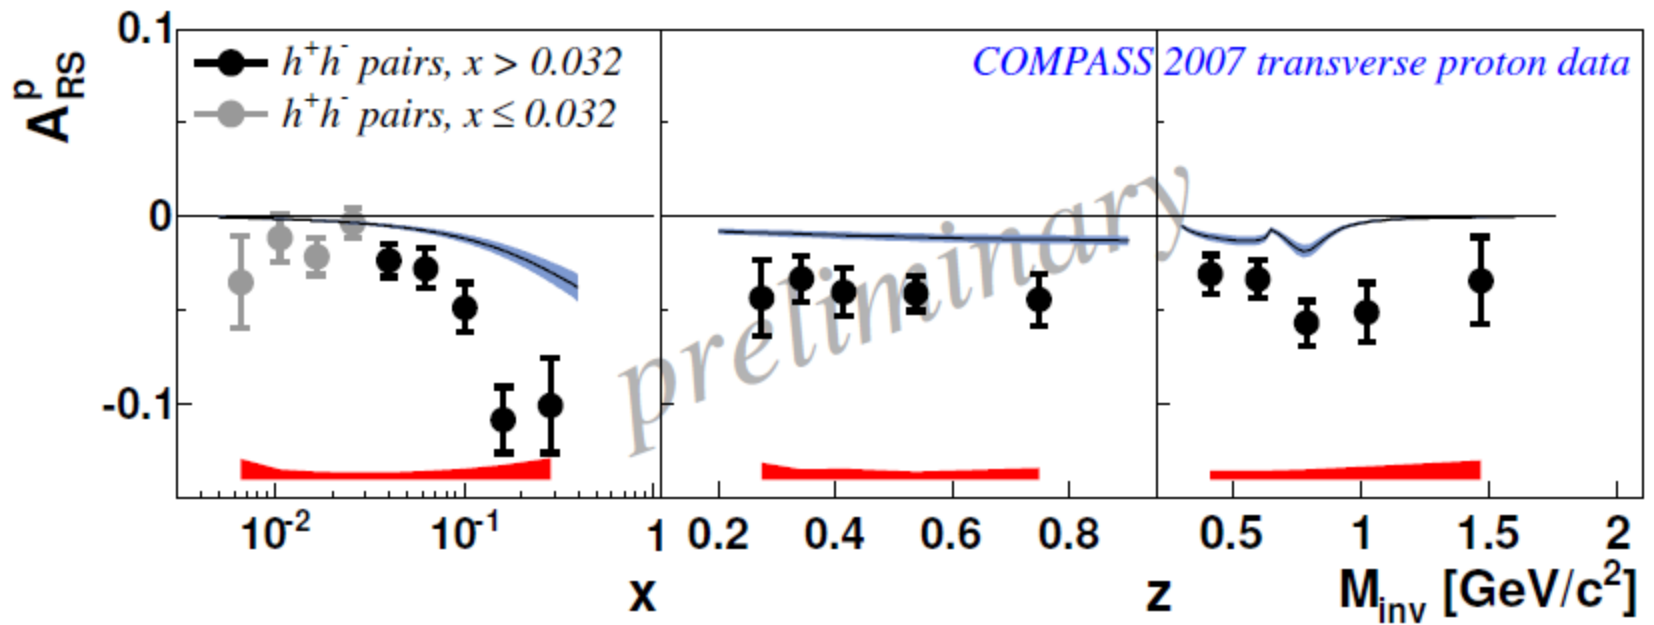 0.1
A^p_RS
h⁺h⁻ pairs, x > 0.032
h⁺h⁻ pairs, x ≤ 0.032
COMPASS 2007 transverse proton data
preliminary
0
-0.1
10⁻² 10⁻¹ 1 0.2 0.4 0.6 0.8 0.5 1 1.5 2
x z M_inv [GeV/c²]